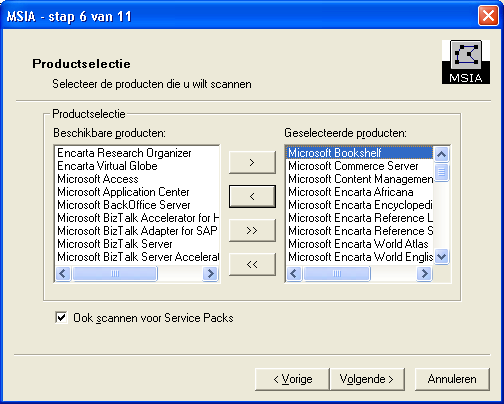 MSIA - stap 6 van 11
Productselectie
Selecteer de producten die u wilt scannen
MSIA
Productselectie
Beschikbare producten:
Encarta Research Organizer
Encarta Virtual Globe
Microsoft Access
Microsoft Application Center
Microsoft BackOffice Server
Microsoft BizTalk Accelerator for H
Microsoft BizTalk Adapter for SAP
Microsoft BizTalk Server
Microsoft BizTalk Server Accelerat
>
<
>>
<<
Geselecteerde producten:
Microsoft Bookshelf
Microsoft Commerce Server
Microsoft Content Managemen
Microsoft Encarta Africana
Microsoft Encarta Encyclopedi
Microsoft Encarta Reference L
Microsoft Encarta Reference S
Microsoft Encarta World Atlas
Microsoft Encarta World Englis
Ook scannen voor Service Packs
< Vorige
Volgende >
Annuleren